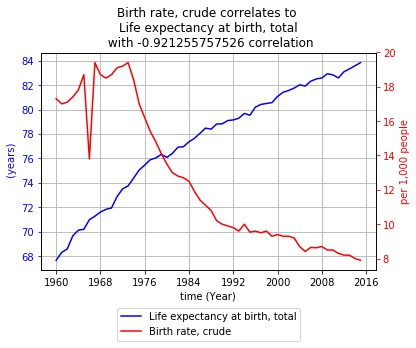 Birth rate, crude correlates to
Life expectancy at birth, total
with -0.921255757526 correlation
84
82
80
78
76
74
72
70
68
(years)
20
18
16
14
12
10
8
per 1,000 people
1960 1968 1976 1984 1992 2000 2008 2016
time (Year)
Life expectancy at birth, total
Birth rate, crude